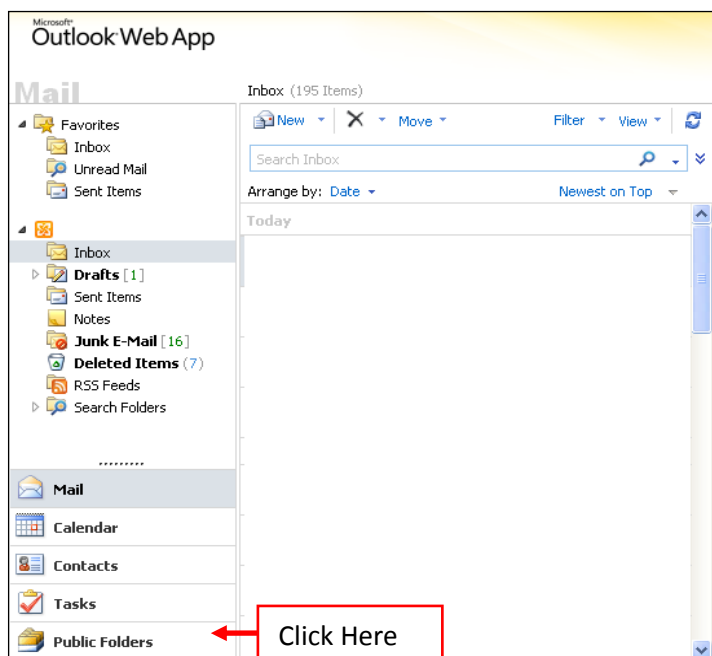 Microsoft®
Outlook Web App
Mail
Inbox (195 Items)
Favorites
Inbox
Unread Mail
Sent Items
Inbox
Drafts [1]
Sent Items
Notes
Junk E-Mail [16]
Deleted Items (7)
RSS Feeds
Search Folders
Mail
Calendar
Contacts
Tasks
Public Folders
New Move Filter View
Search Inbox
Arrange by: Date Newest on Top
Today
Click Here